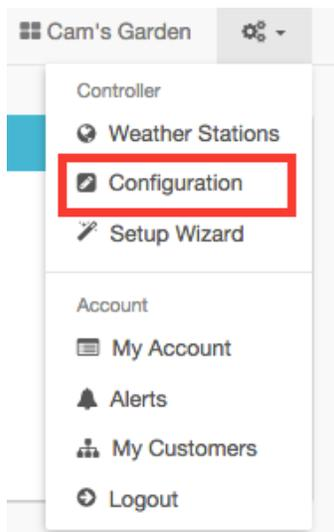 Cam's Garden
Controller
Weather Stations
Configuration
Setup Wizard
Account
My Account
Alerts
My Customers
Logout